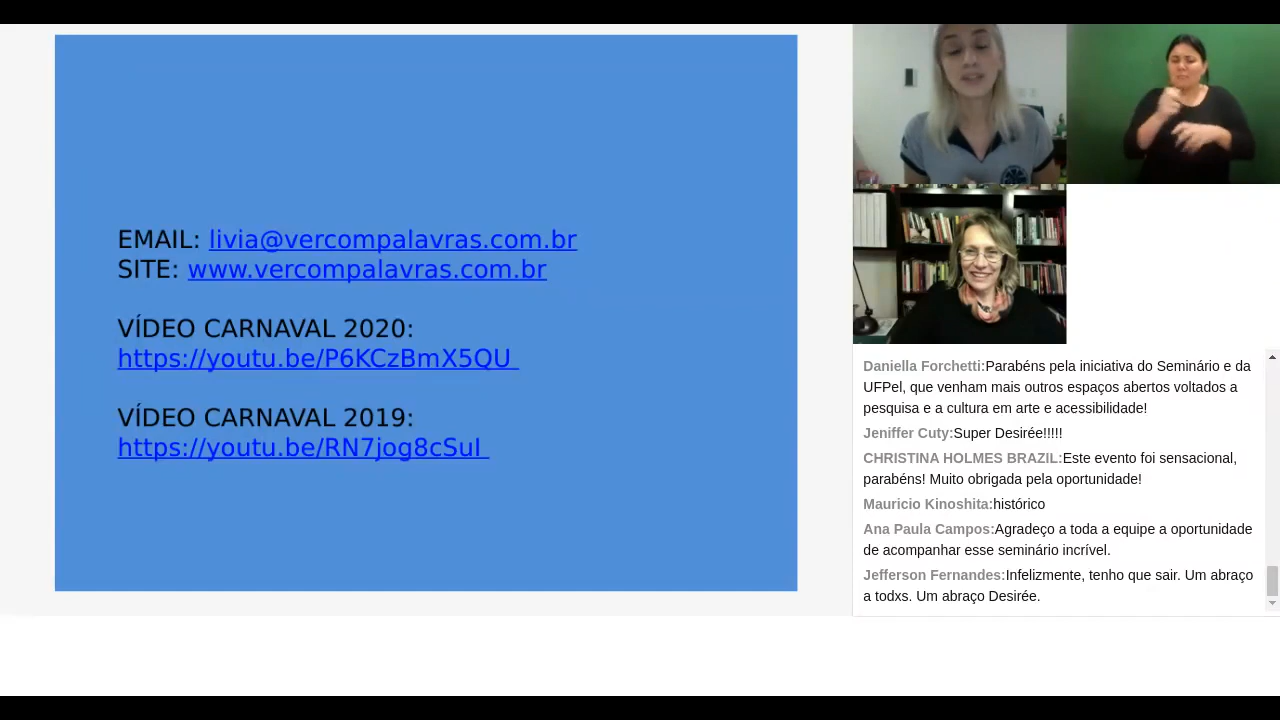 EMAIL: livia@vercompalavras.com.br
SITE: www.vercompalavras.com.br
VÍDEO CARNAVAL 2020:
https://youtu.be/P6KCzBmX5QU
VÍDEO CARNAVAL 2019:
https://youtu.be/RN7jog8cSuI
Daniella Forchetti:Parabéns pela iniciativa do Seminário e da
UFPel, que venham mais outros espaços abertos voltados a
pesquisa e a cultura em arte e acessibilidade!
Jeniffer Cuty:Super Desirée!!!!!
CHRISTINA HOLMES BRAZIL:Este evento foi sensacional,
parabéns! Muito obrigada pela oportunidade!
Mauricio Kinoshita:histórico
Ana Paula Campos:Agradeço a toda a equipe a oportunidade
de acompanhar esse seminário incrível.
Jefferson Fernandes:Infelizmente, tenho que sair. Um abraço
a todxs. Um abraço Desirée.